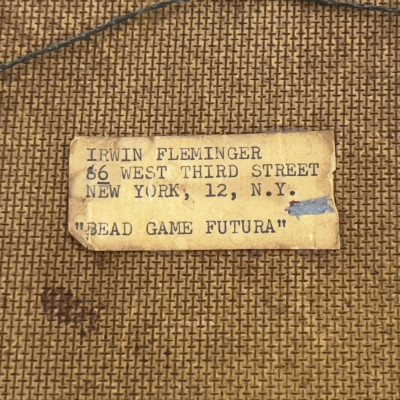 IRWIN FLEMINGER
86 WEST THIRD STREET
NEW YORK, 12, N.Y.
"BEAD GAME FUTURA"